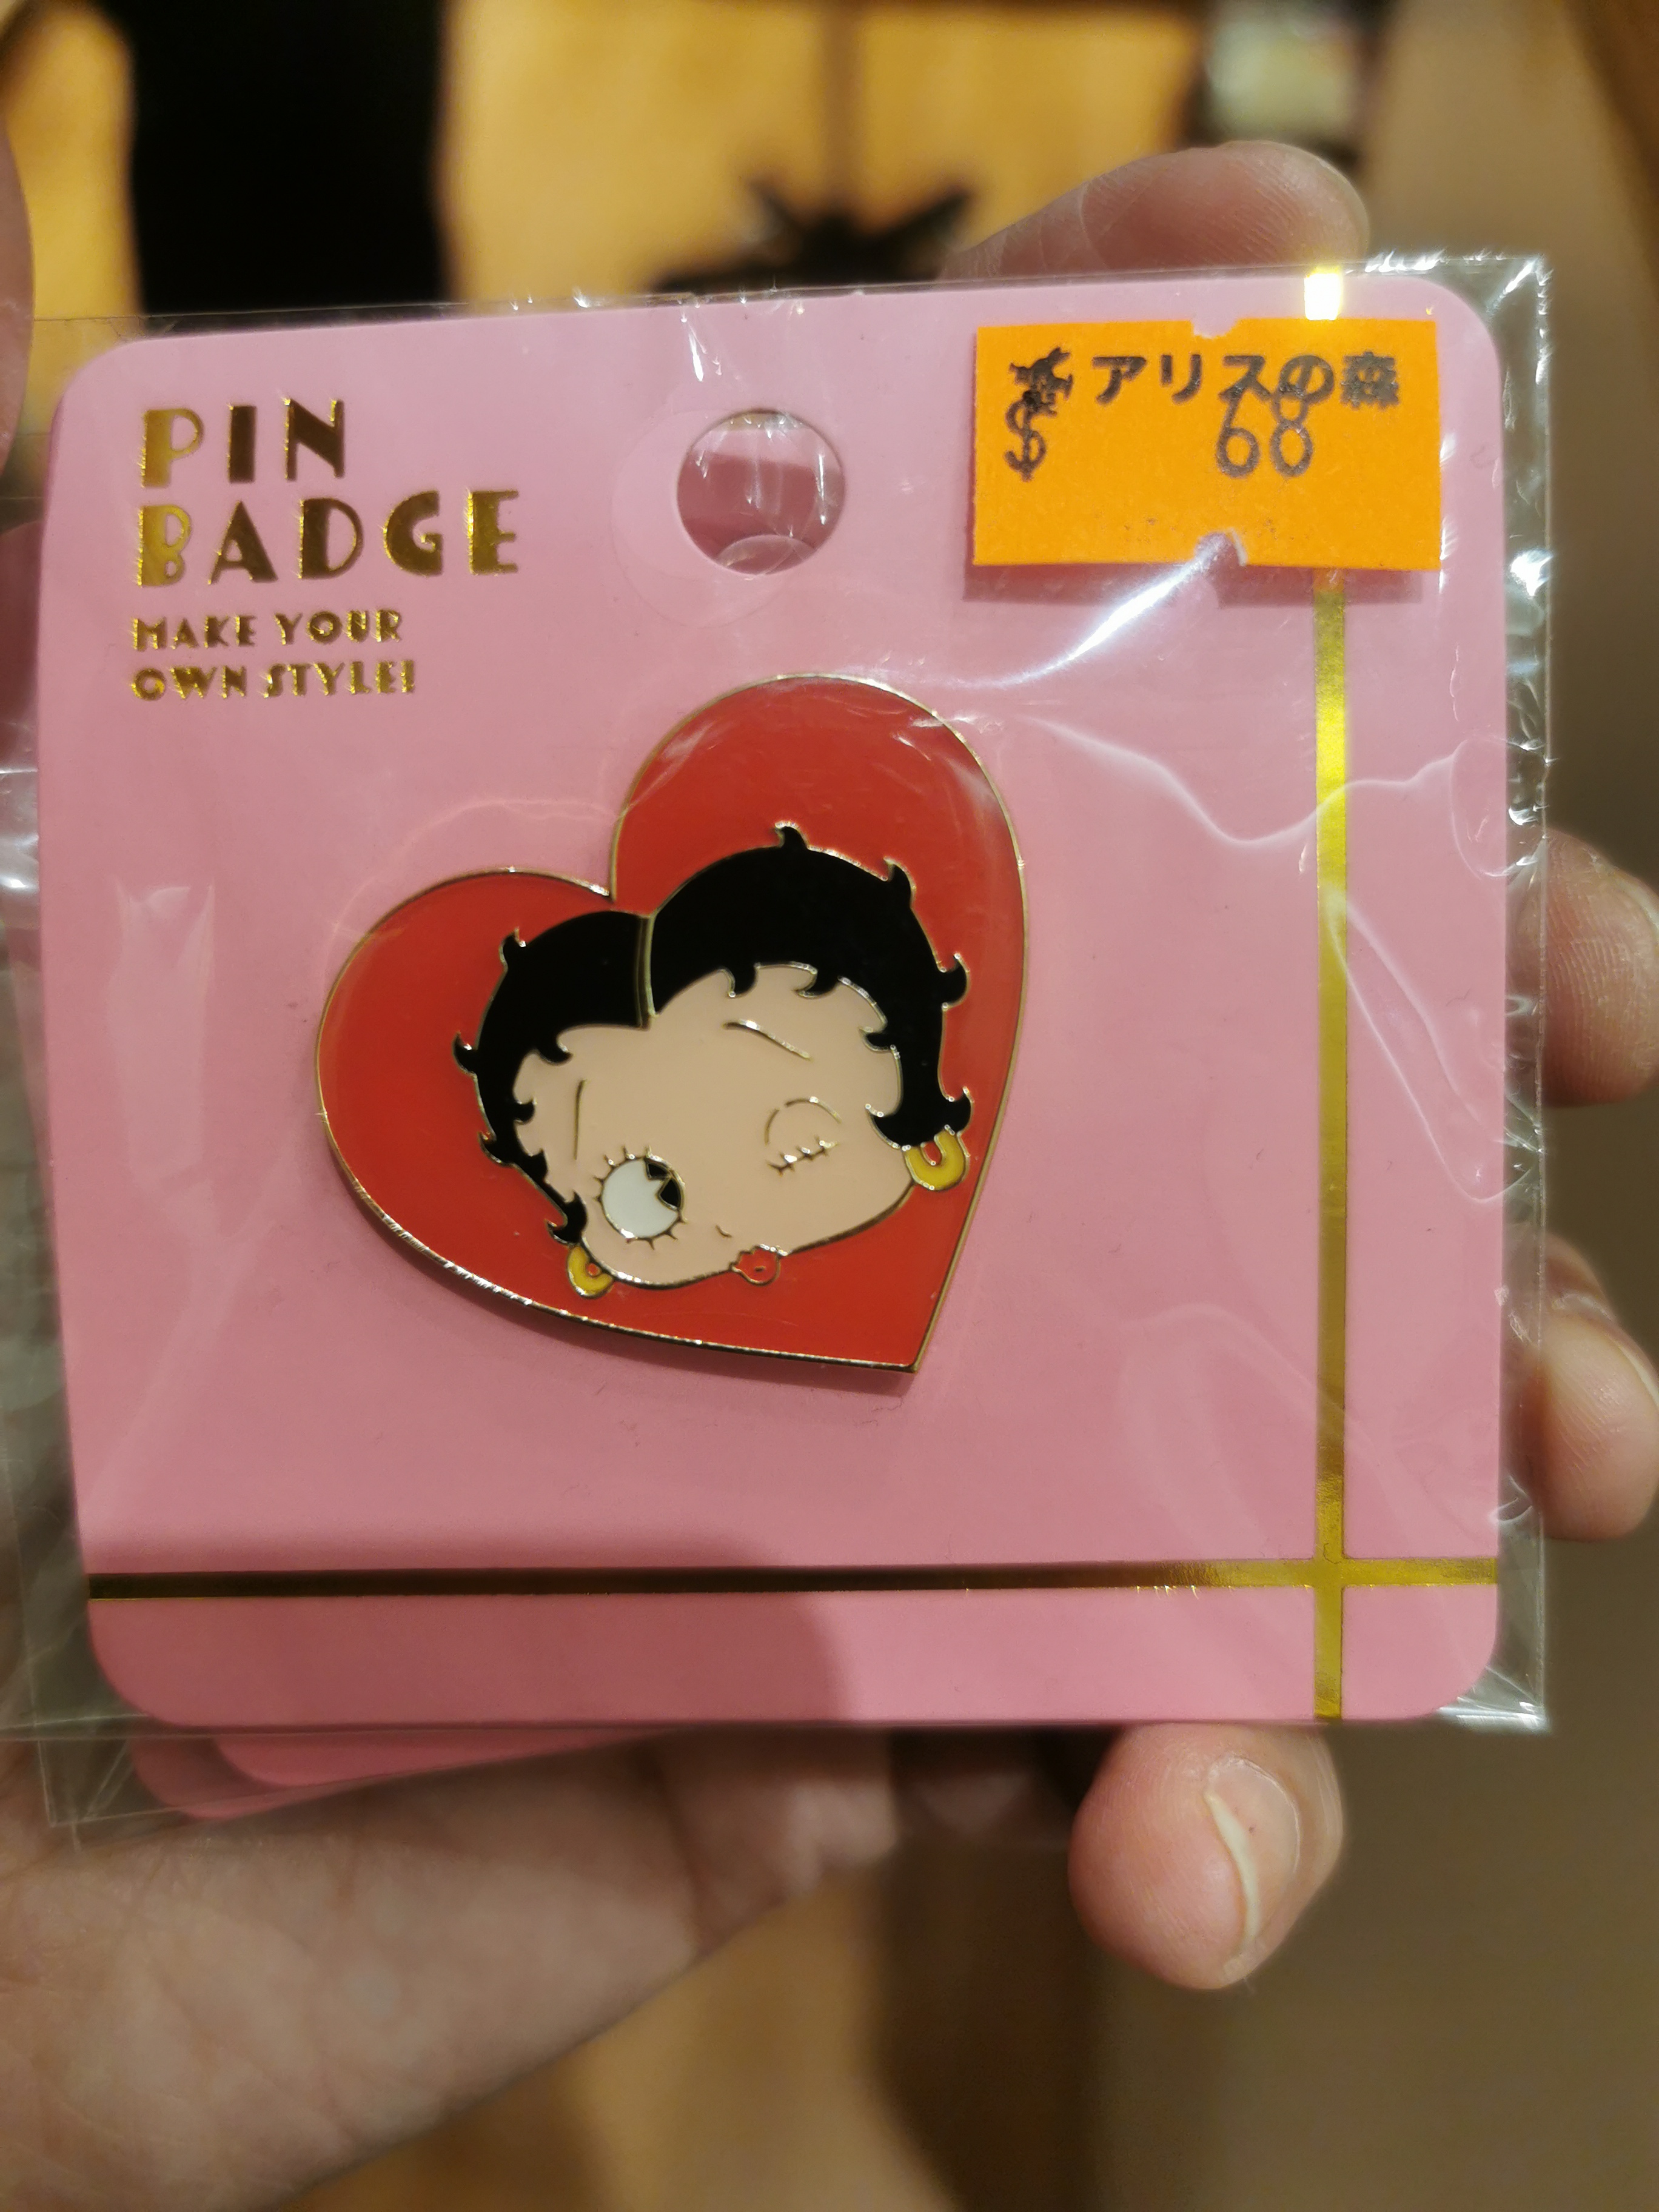 PIN
BADGE
MAKE YOUR
OWN STYLE!
アリスの森
$ 68